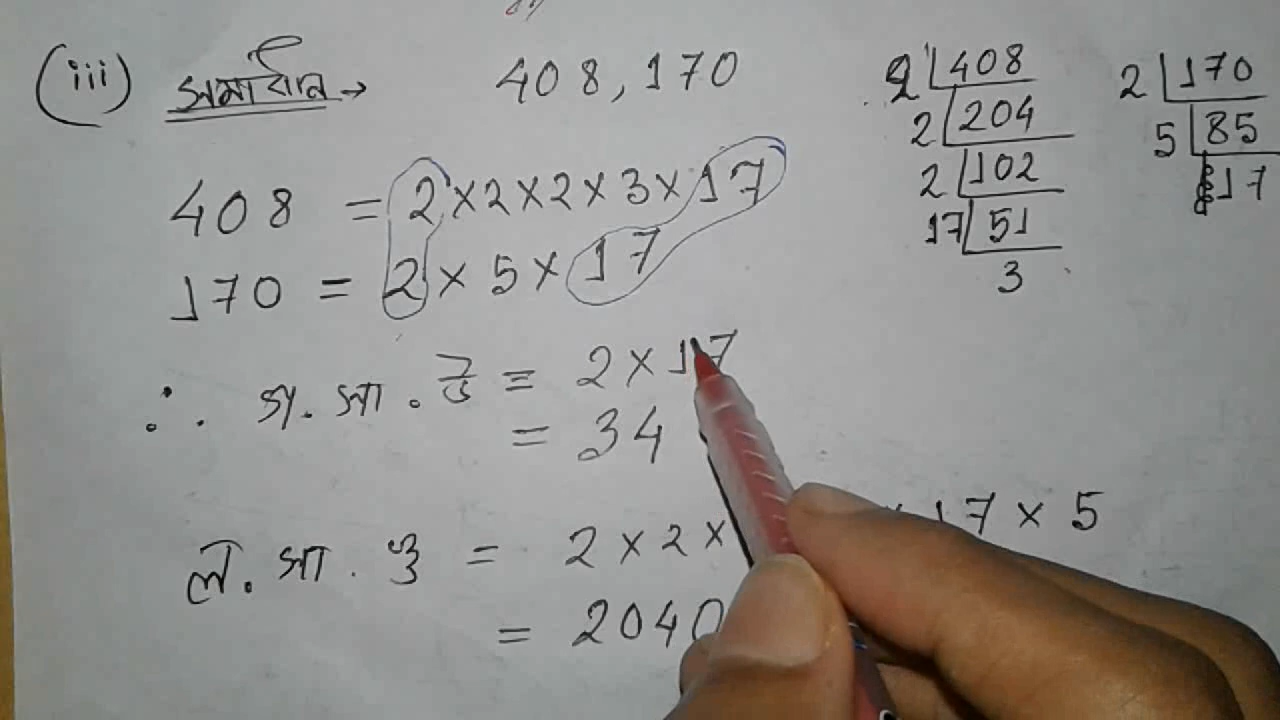 (iii) সমাধান→ 408, 170
408 = 2×2×2×3×17
170 = 2×5×17
∴ গ.সা.উ = 2×17
= 34
ল.সা.গু = 2×2× 17×5
= 2040
2 408
2 204
2 102
17 51
3
2 170
5 85
17